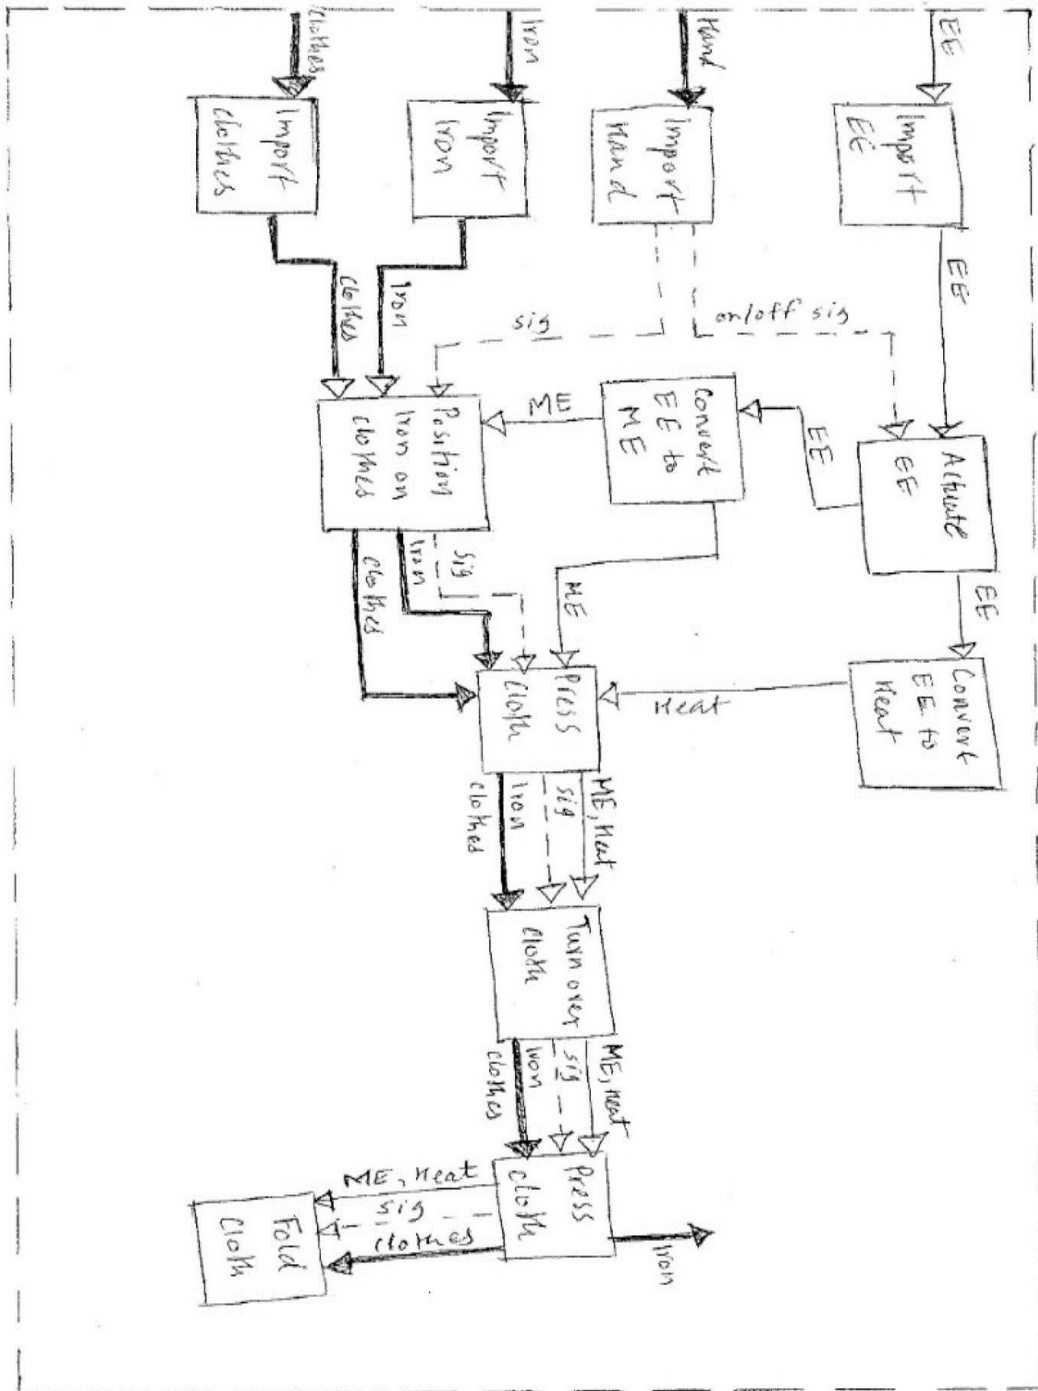 EE
Import
EE
EE
Hand
Import
Hand
Iron
Import
Iron
Clothes
Import
Clothes
on/off sig
sig
Iron
Clothes
Actuate
EE
EE
Convert
EE to
ME
ME
Position
Iron on
Clothes
EE
Convert
EE to
Heat
Heat
ME
sig
Iron
Clothes
Press
Cloth
ME, Heat
sig
Iron
Clothes
Turn over
Cloth
ME, Heat
sig
Iron
Clothes
Press
Cloth
Iron
ME, Heat
sig
Clothes
Fold
Cloth